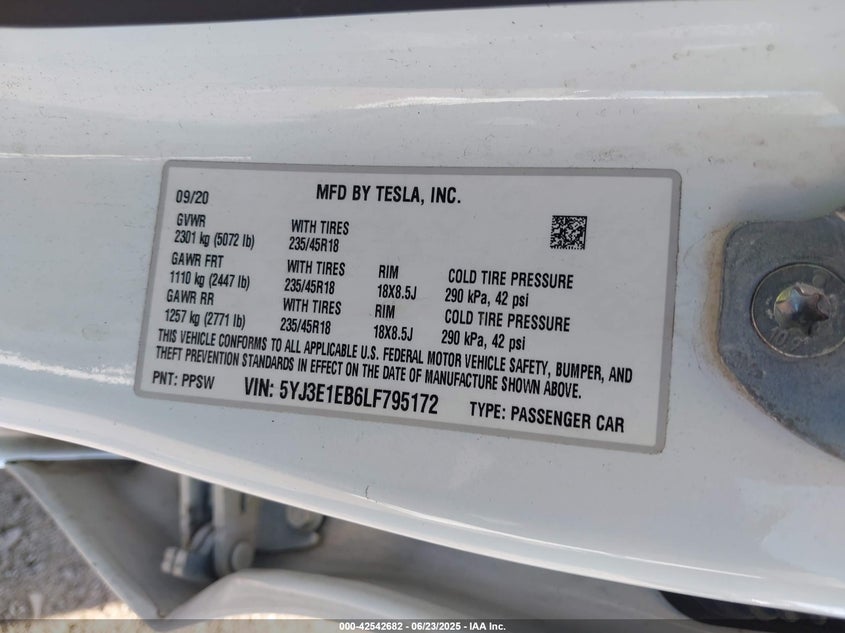 09/20 MFD BY TESLA, INC.
GVWR WITH TIRES
2301 kg (5072 lb) 235/45R18
GAWR FRT WITH TIRES RIM COLD TIRE PRESSURE
1110 kg (2447 lb) 235/45R18 18X8.5J 290 kPa, 42 psi
GAWR RR WITH TIRES RIM COLD TIRE PRESSURE
1257 kg (2771 lb) 235/45R18 18X8.5J 290 kPa, 42 psi
THIS VEHICLE CONFORMS TO ALL APPLICABLE U.S. FEDERAL MOTOR VEHICLE SAFETY, BUMPER, AND
THEFT PREVENTION STANDARDS IN EFFECT ON THE DATE OF MANUFACTURE SHOWN ABOVE.
PNT: PPSW VIN: 5YJ3E1EB6LF795172 TYPE: PASSENGER CAR
000-42542682 - 06/23/2025 - IAA Inc.